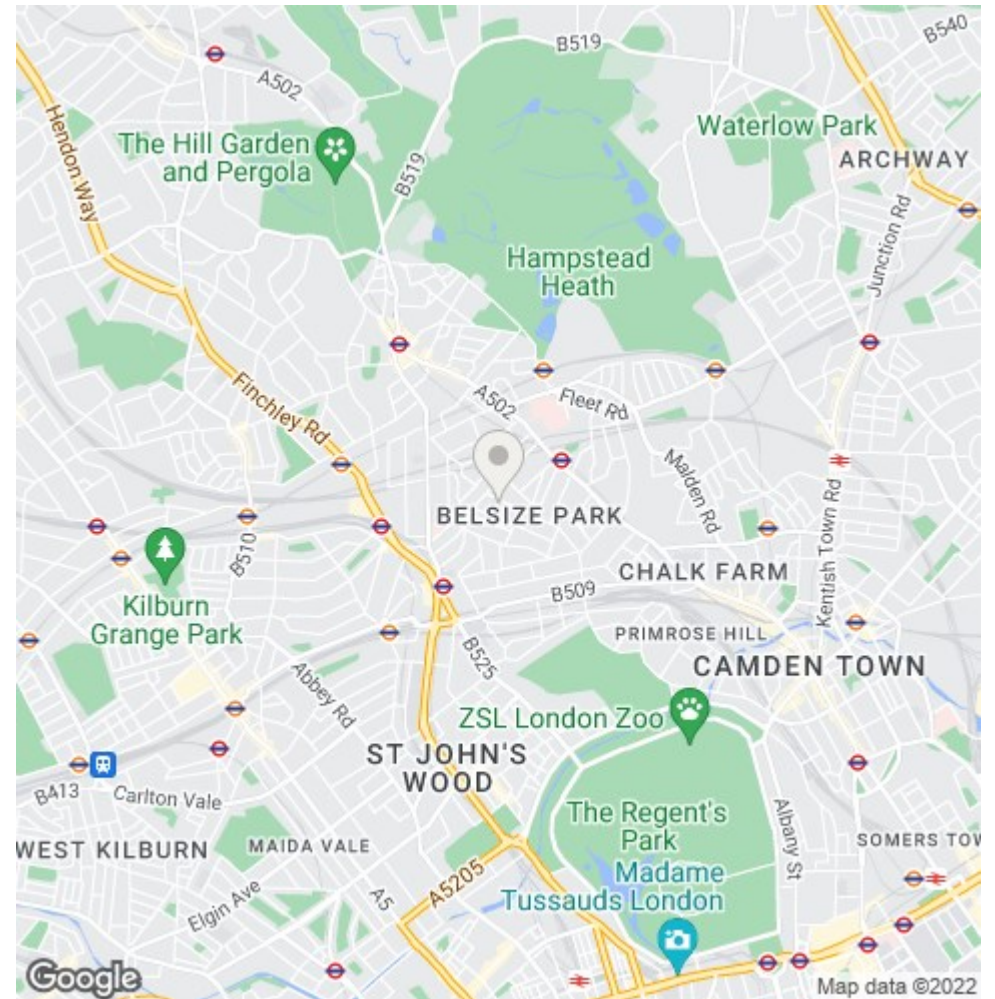 B519
B540
A502
Hendon Way
The Hill Garden
and Pergola
B519
Waterlow Park
ARCHWAY
Junction Rd
Hampstead
Heath
Finchley Rd
A502
Fleet Rd
Malden Rd
BELSIZE PARK
Kentish Town Rd
B510
CHALK FARM
B509
Kilburn
Grange Park
PRIMROSE HILL
B525
CAMDEN TOWN
Abbey Rd
ZSL London Zoo
ST JOHN'S
WOOD
B413
Carlton Vale
The Regent's
Park
Albany St
WEST KILBURN
MAIDA VALE
SOMERS TOW
Madame
Tussauds London
Elgin Ave
A5
A5205
Google
Map data ©2022